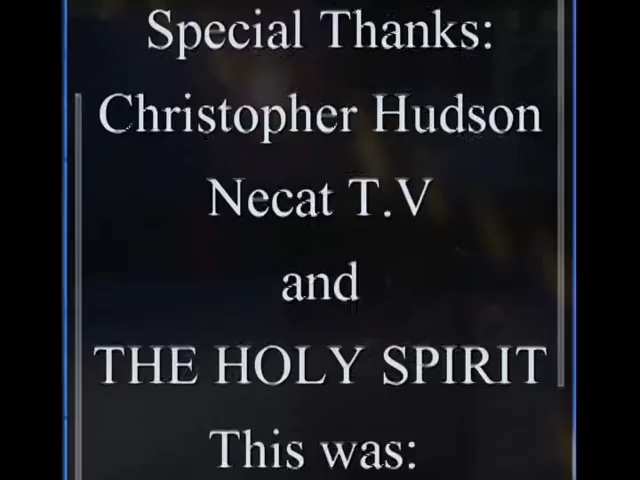 Special Thanks:
Christopher Hudson
Necat T.V
and
THE HOLY SPIRIT
This was: